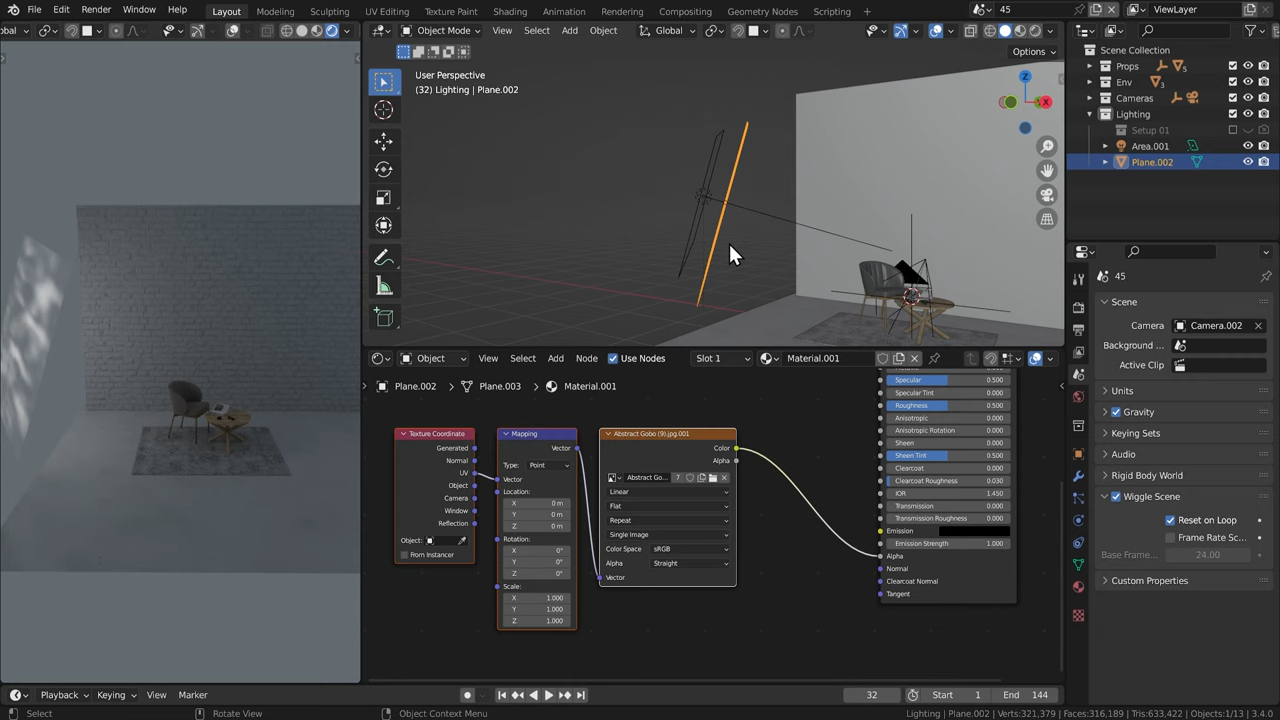 File Edit Render Window Help Layout Modeling Sculpting UV Editing Texture Paint Shading Animation Rendering Compositing Geometry Nodes Scripting 45 ViewLayer
Object Mode View Select Add Object Global
Options
User Perspective
(32) Lighting | Plane.002
Z
X
Scene Collection
Props 5
Env 3
Cameras
Lighting
Setup 01
Area.001
Plane.002
45
Scene
Camera Camera.002
Background ...
Active Clip
Units
Gravity
Keying Sets
Audio
Rigid Body World
Wiggle Scene
Reset on Loop
Frame Rate Sc...
Base Frame... 24.00
Custom Properties
Object View Select Add Node Use Nodes Slot 1 Material.001
Plane.002 > Plane.003 > Material.001
Texture Coordinate
Generated
Normal
UV
Object
Camera
Window
Reflection
Object:
From Instancer
Mapping
Vector
Type: Point
Vector
Location:
X 0 m
Y 0 m
Z 0 m
Rotation:
X 0°
Y 0°
Z 0°
Scale:
X 1.000
Y 1.000
Z 1.000
Abstract Gobo (9).jpg.001
Color
Alpha
Abstract Go... 7
Linear
Flat
Repeat
Single Image
Color Space sRGB
Alpha Straight
Vector
Specular 0.500
Specular Tint 0.000
Roughness 0.500
Anisotropic 0.000
Anisotropic Rotation 0.000
Sheen 0.000
Sheen Tint 0.500
Clearcoat 0.000
Clearcoat Roughness 0.030
IOR 1.450
Transmission 0.000
Transmission Roughness 0.000
Emission
Emission Strength 1.000
Alpha
Normal
Clearcoat Normal
Tangent
Playback Keying View Marker 32 Start 1 End 144
Select Rotate View Object Context Menu Lighting | Plane.002 Verts:321,379 Faces:316,189 Tris:533,422 Objects:1/13 3.4.0